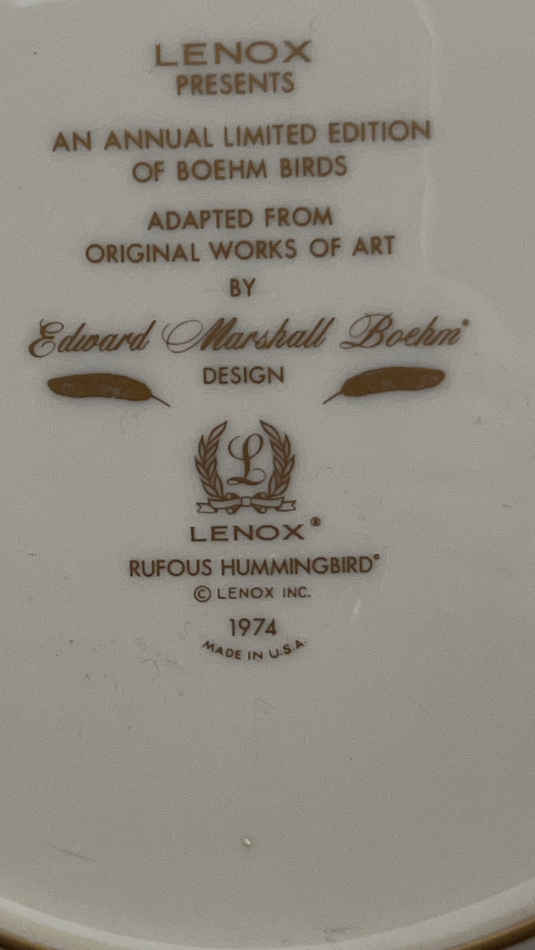 LENOX
PRESENTS
AN ANNUAL LIMITED EDITION
OF BOEHM BIRDS
ADAPTED FROM
ORIGINAL WORKS OF ART
BY
Edward Marshall Boehm®
DESIGN
L
LENOX®
RUFOUS HUMMINGBIRD®
© LENOX INC.
1974
MADE IN U.S.A.